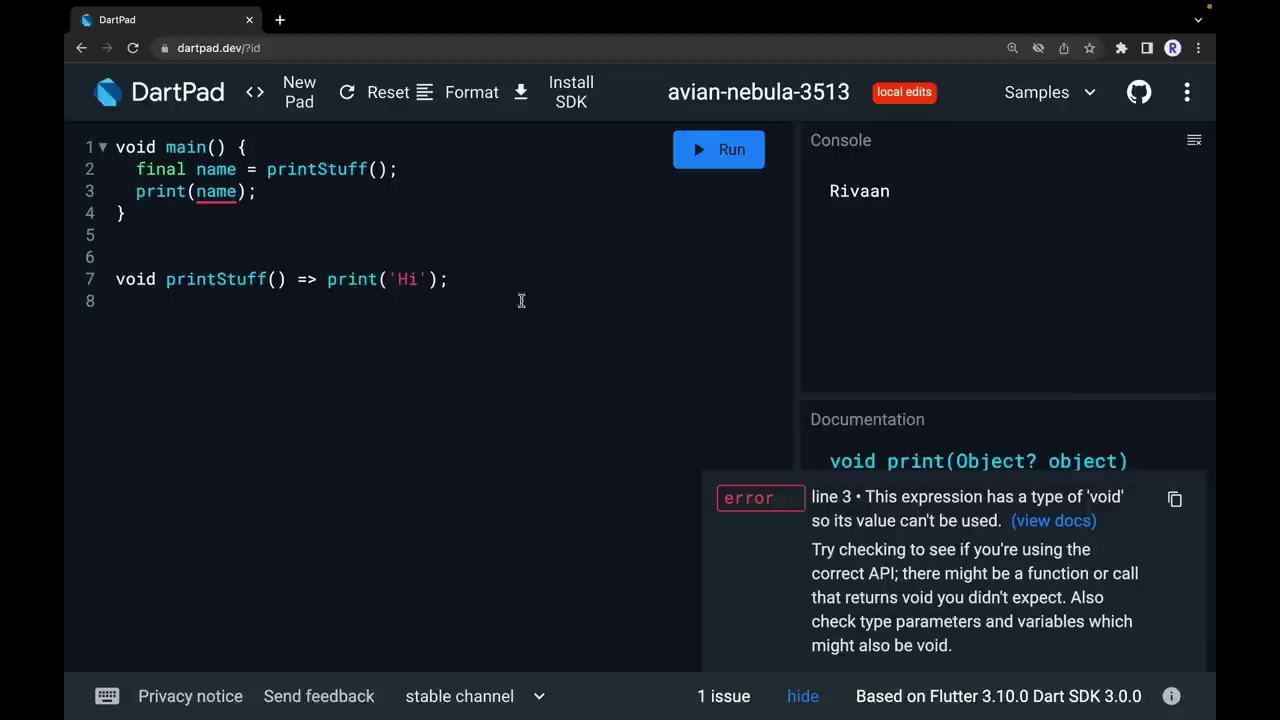 DartPad
dartpad.dev/?id
R
DartPad
<> New Pad
Reset
Format
Install SDK
avian-nebula-3513
local edits
Samples
1 void main() {
2 final name = printStuff();
3 print(name);
4 }
5
6
7 void printStuff() => print('Hi');
8
Run
Console
Rivaan
Documentation
void print(Object? object)
error
line 3 • This expression has a type of 'void'
so its value can't be used. (view docs)
Try checking to see if you're using the
correct API; there might be a function or call
that returns void you didn't expect. Also
check type parameters and variables which
might also be void.
Privacy notice
Send feedback
stable channel
1 issue
hide
Based on Flutter 3.10.0 Dart SDK 3.0.0